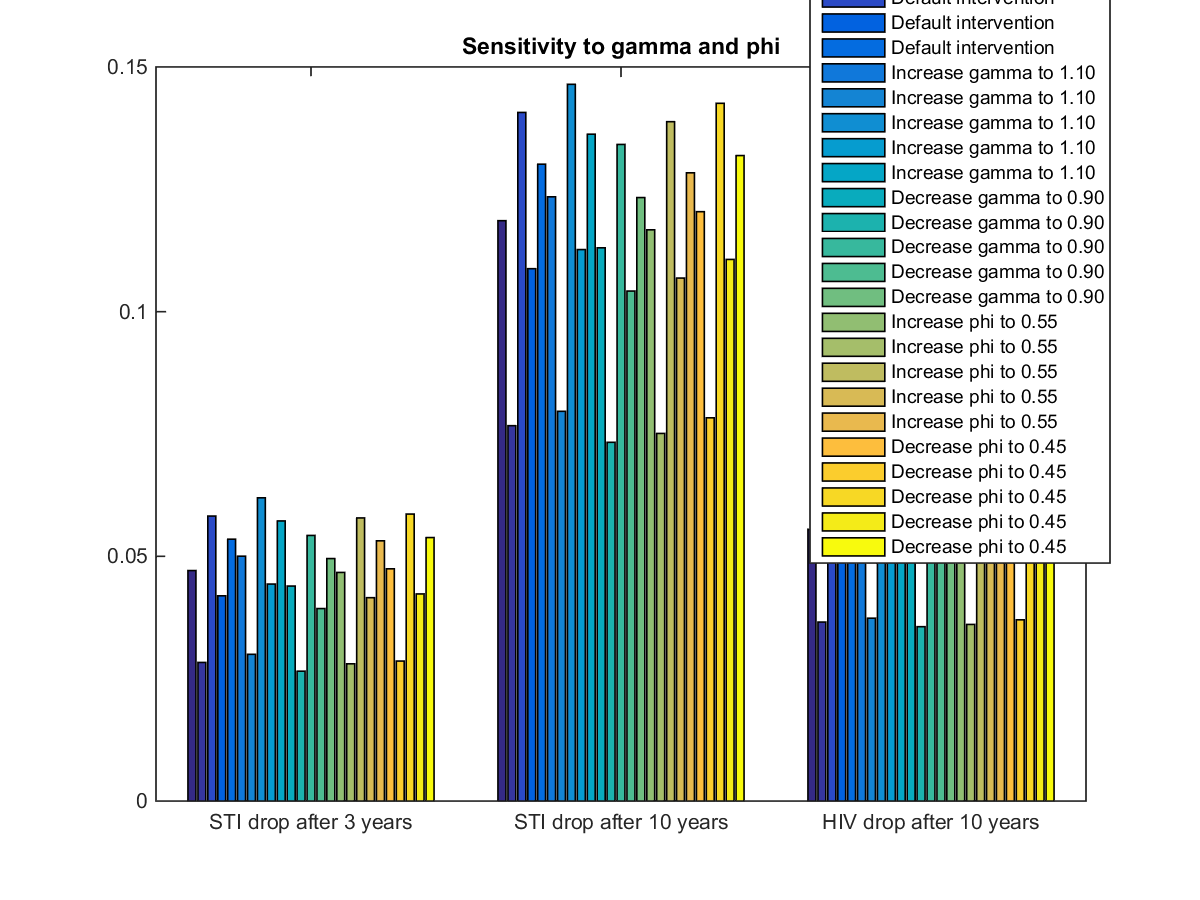 Default intervention
Default intervention
Default intervention
Sensitivity to gamma and phi
0.15
Increase gamma to 1.10
Increase gamma to 1.10
Increase gamma to 1.10
Increase gamma to 1.10
Increase gamma to 1.10
Decrease gamma to 0.90
Decrease gamma to 0.90
Decrease gamma to 0.90
Decrease gamma to 0.90
Decrease gamma to 0.90
0.1
Increase phi to 0.55
Increase phi to 0.55
Increase phi to 0.55
Increase phi to 0.55
Increase phi to 0.55
Decrease phi to 0.45
Decrease phi to 0.45
Decrease phi to 0.45
Decrease phi to 0.45
Decrease phi to 0.45
0.05
0
STI drop after 3 years
STI drop after 10 years
HIV drop after 10 years